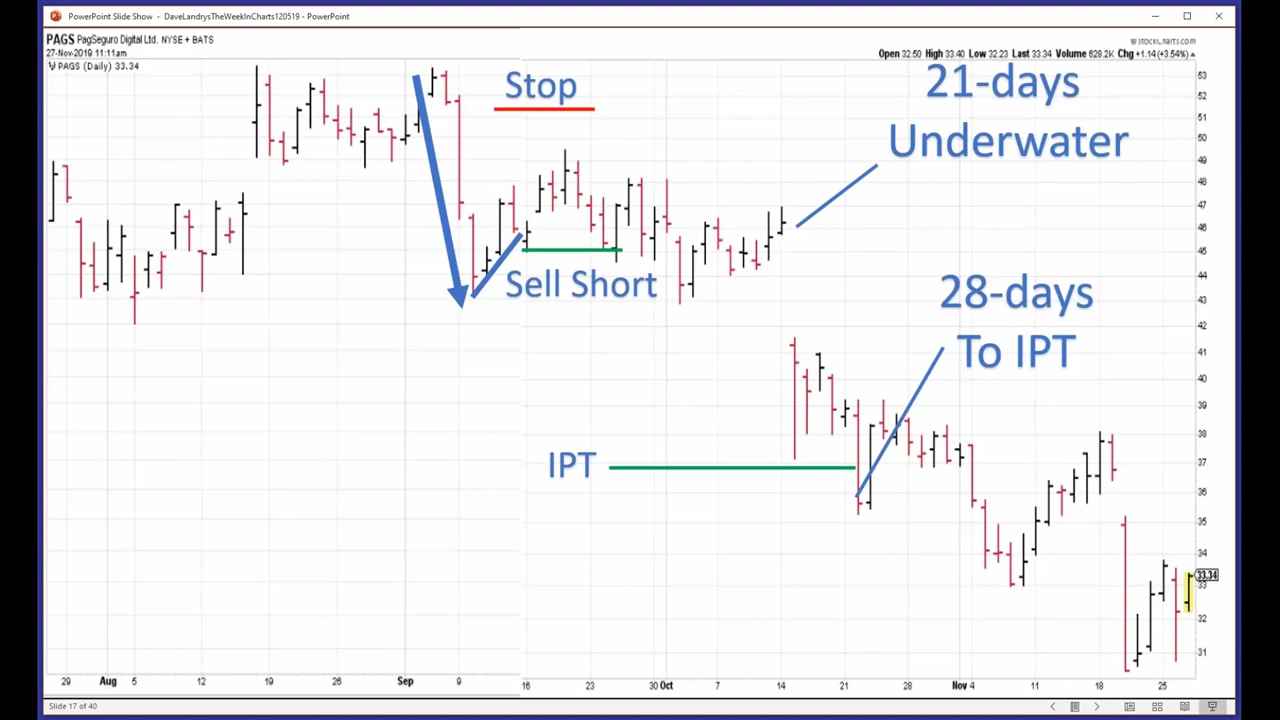 PowerPoint Slide Show - DaveLandrysTheWeekInCharts120519 - PowerPoint
PAGS PagSeguro Digital Ltd. NYSE + BATS
© StockCharts.com
27-Nov-2019 11:11am
Open 32.50 High 33.40 Low 32.23 Last 33.34 Volume 628.2K Chg +1.14 (+3.54%) ▲
PAGS (Daily) 33.34
Stop
21-days
Underwater
Sell Short
28-days
To IPT
IPT
53
52
51
50
49
48
47
46
45
44
43
42
41
40
39
38
37
36
35
34
33.34
33
32
31
29 Aug 5 12 19 26 Sep 9 16 23 30 Oct 7 14 21 28 Nov 4 11 18 25
Slide 17 of 40